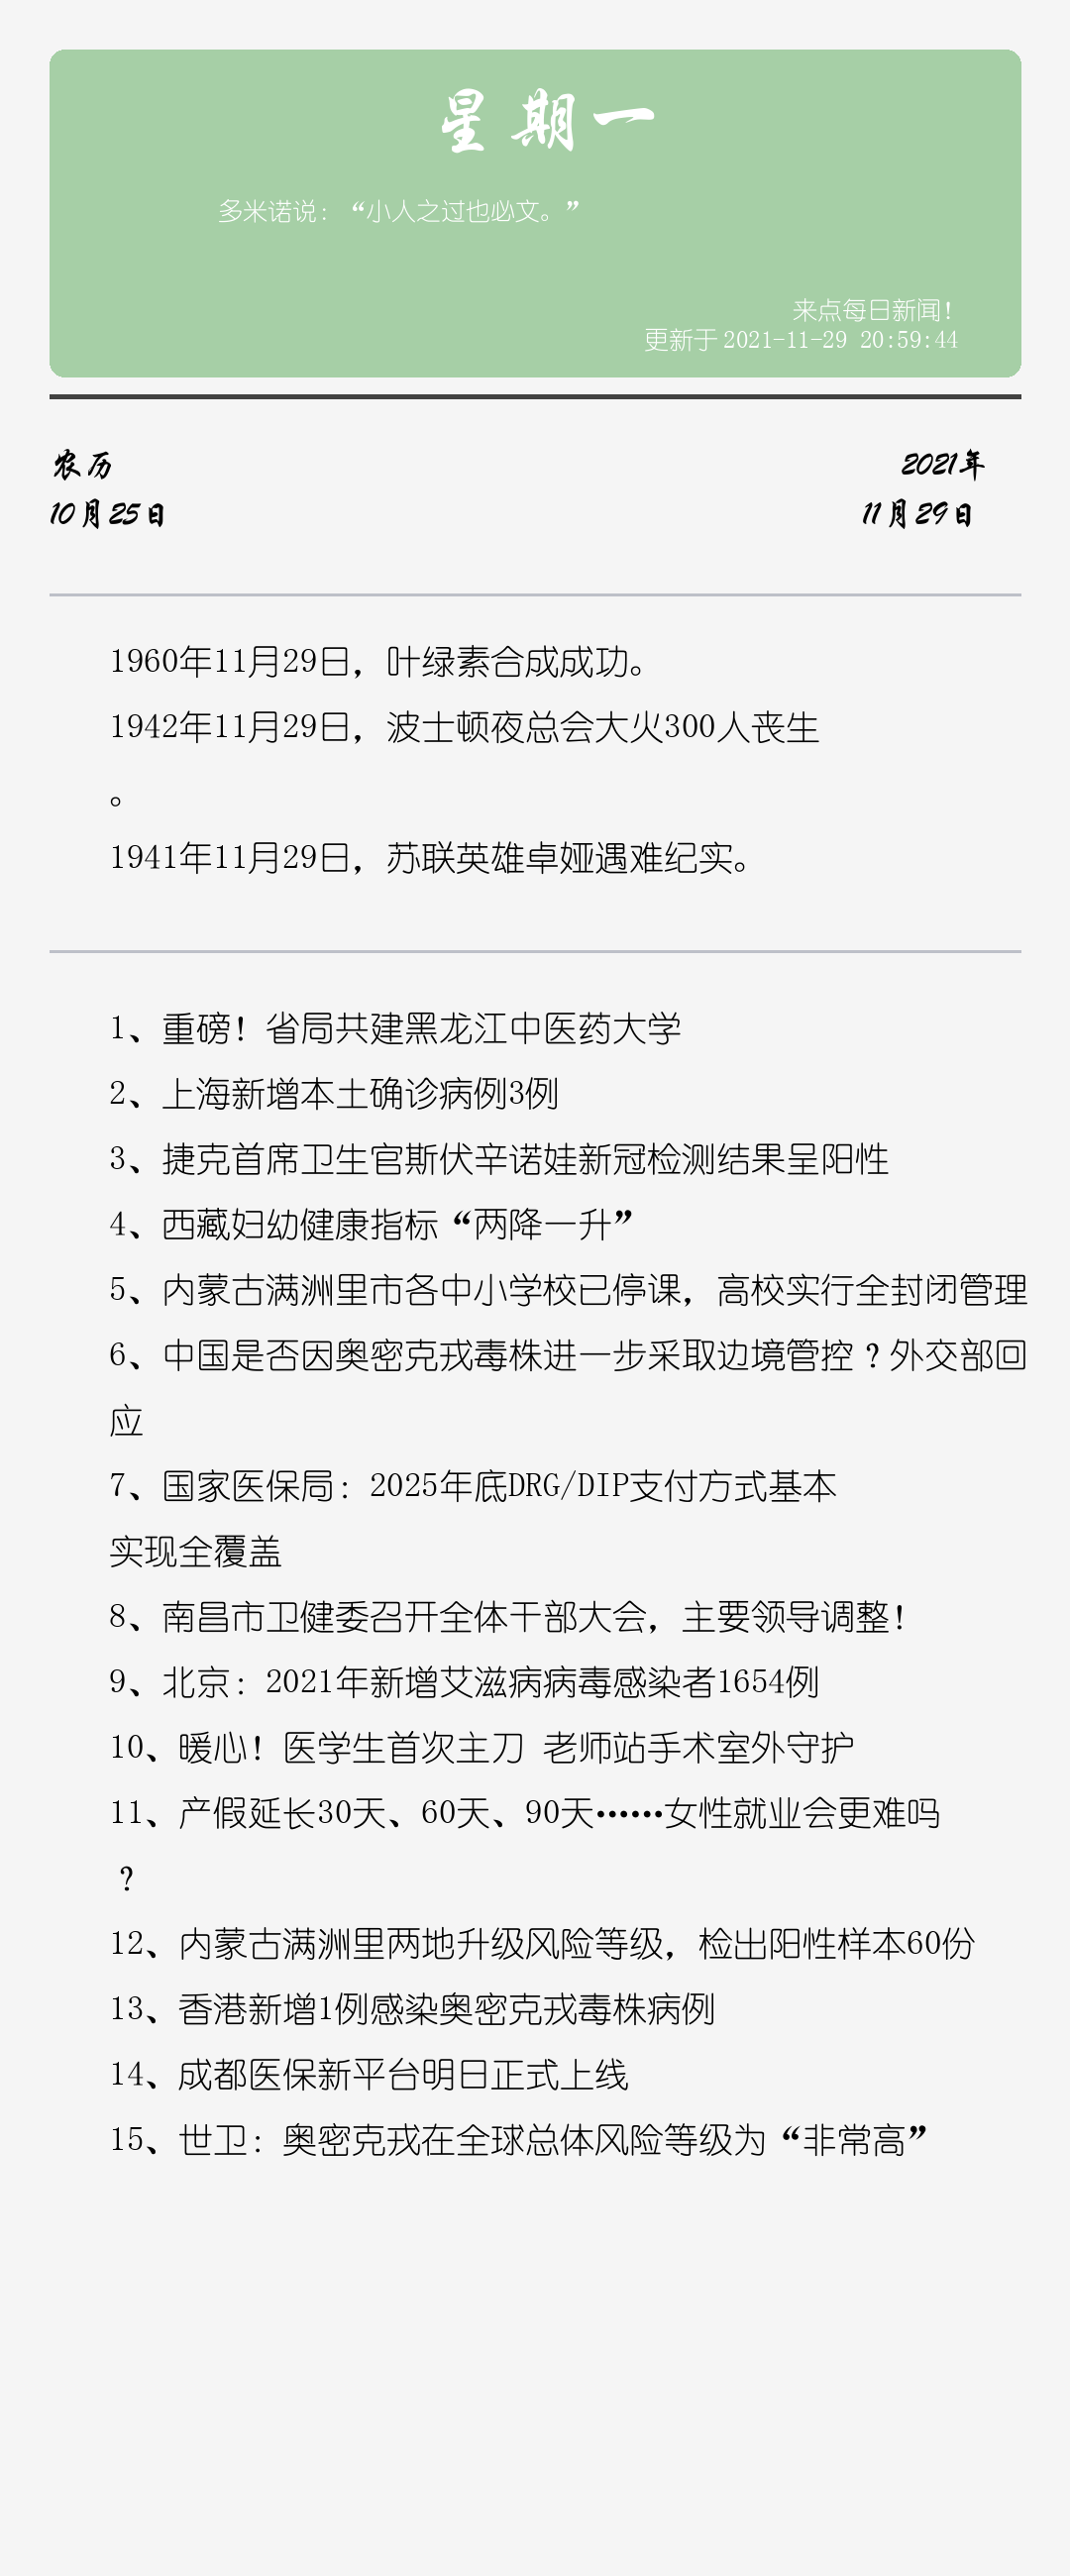 星期一
多米诺说：“小人之过也必文。”
来点每日新闻！
更新于 2021-11-29 20:59:44
农历
2021年
10月25日
11月29日
1960年11月29日，叶绿素合成成功。
1942年11月29日，波士顿夜总会大火300人丧生
。
1941年11月29日，苏联英雄卓娅遇难纪实。
1、重磅！省局共建黑龙江中医药大学
2、上海新增本土确诊病例3例
3、捷克首席卫生官斯伏辛诺娃新冠检测结果呈阳性
4、西藏妇幼健康指标“两降一升”
5、内蒙古满洲里市各中小学校已停课，高校实行全封闭管理
6、中国是否因奥密克戎毒株进一步采取边境管控？外交部回
应
7、国家医保局：2025年底DRG/DIP支付方式基本
实现全覆盖
8、南昌市卫健委召开全体干部大会，主要领导调整！
9、北京：2021年新增艾滋病病毒感染者1654例
10、暖心！医学生首次主刀 老师站手术室外守护
11、产假延长30天、60天、90天……女性就业会更难吗
？
12、内蒙古满洲里两地升级风险等级，检出阳性样本60份
13、香港新增1例感染奥密克戎毒株病例
14、成都医保新平台明日正式上线
15、世卫：奥密克戎在全球总体风险等级为“非常高”